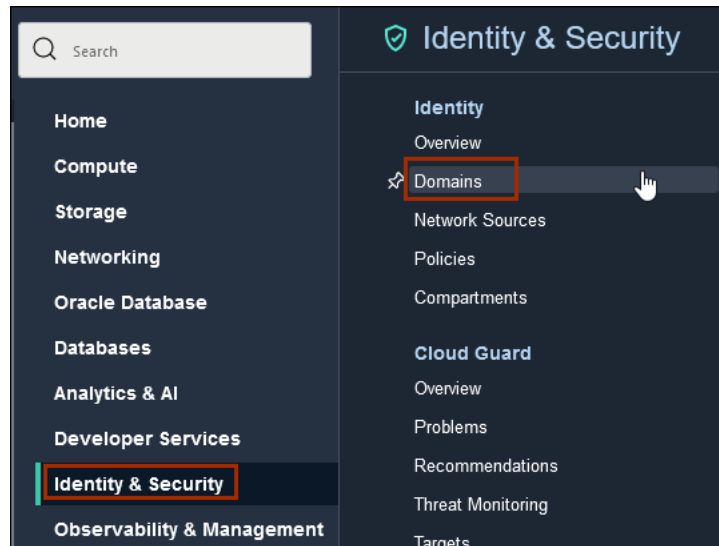 Search
Home
Compute
Storage
Networking
Oracle Database
Databases
Analytics & AI
Developer Services
Identity & Security
Observability & Management
Identity & Security
Identity
Overview
Domains
Network Sources
Policies
Compartments
Cloud Guard
Overview
Problems
Recommendations
Threat Monitoring
Targets